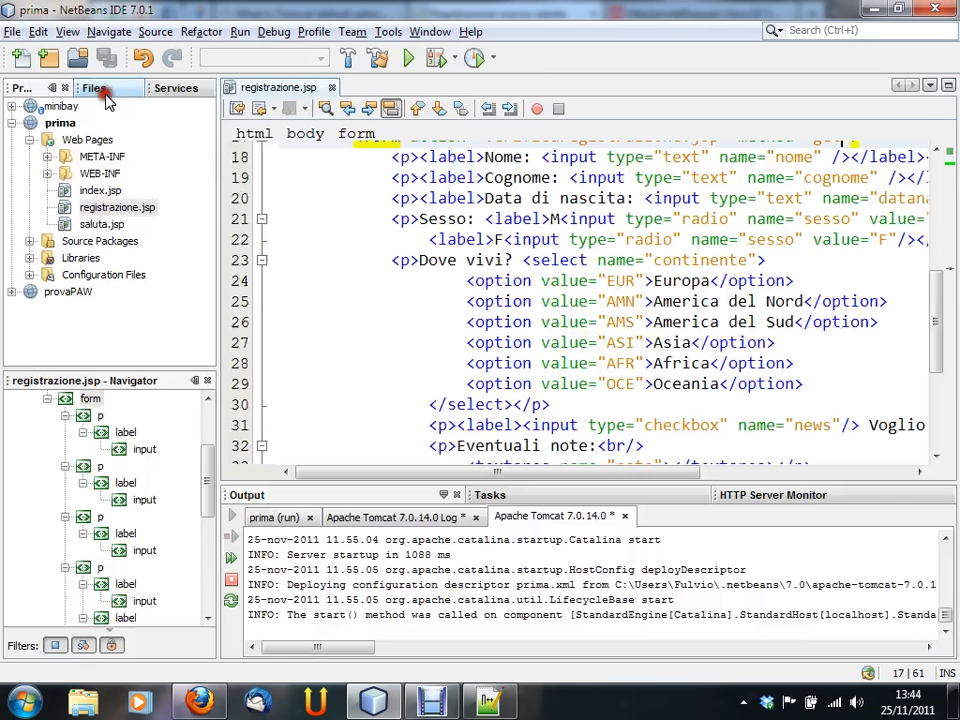 prima - NetBeans IDE 7.0.1
File Edit View Navigate Source Refactor Run Debug Profile Team Tools Window Help
Search (Ctrl+I)
Pr... Files Services
minibay
prima
Web Pages
META-INF
WEB-INF
index.jsp
registrazione.jsp
saluta.jsp
Source Packages
Libraries
Configuration Files
provaPAW
registrazione.jsp - Navigator
form
p
label
input
p
label
input
p
label
input
p
label
input
label
Filters:
registrazione.jsp
html body form
18 <p><label>Nome: <input type="text" name="nome" /></label><
19 <p><label>Cognome: <input type="text" name="cognome" /></l
20 <p><label>Data di nascita: <input type="text" name="datana
21 <p>Sesso: <label>M<input type="radio" name="sesso" value="
22 <label>F<input type="radio" name="sesso" value="F"/></
23 <p>Dove vivi? <select name="continente">
24 <option value="EUR">Europa</option>
25 <option value="AMN">America del Nord</option>
26 <option value="AMS">America del Sud</option>
27 <option value="ASI">Asia</option>
28 <option value="AFR">Africa</option>
29 <option value="OCE">Oceania</option>
30 </select></p>
31 <p><label><input type="checkbox" name="news"/> Voglio
32 <p>Eventuali note:<br/>
Output Tasks HTTP Server Monitor
prima (run) Apache Tomcat 7.0.14.0 Log * Apache Tomcat 7.0.14.0 *
25-nov-2011 11.55.04 org.apache.catalina.startup.Catalina start
INFO: Server startup in 1088 ms
25-nov-2011 11.55.05 org.apache.catalina.startup.HostConfig deployDescriptor
INFO: Deploying configuration descriptor prima.xml from C:\Users\Fulvio\.netbeans\7.0\apache-tomcat-7.0.1
25-nov-2011 11.55.05 org.apache.catalina.util.LifecycleBase start
INFO: The start() method was called on component [StandardEngine[Catalina].StandardHost[localhost].Standa
17 | 61 INS
13:44
25/11/2011